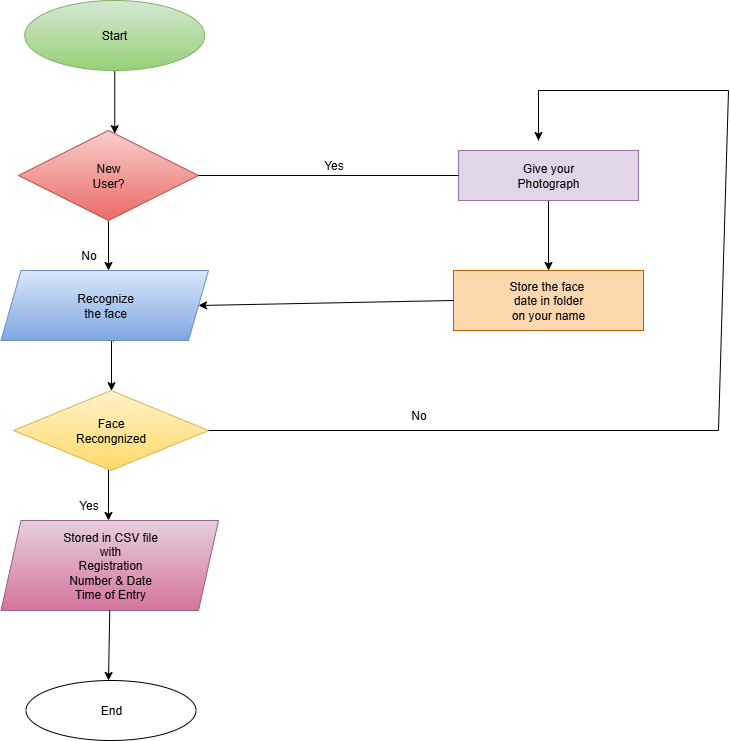 Start
New
User?
Yes
Give your
Photograph
No
Recognize
the face
Store the face
date in folder
on your name
Face
Recongnized
No
Yes
Stored in CSV file
with
Registration
Number & Date
Time of Entry
End